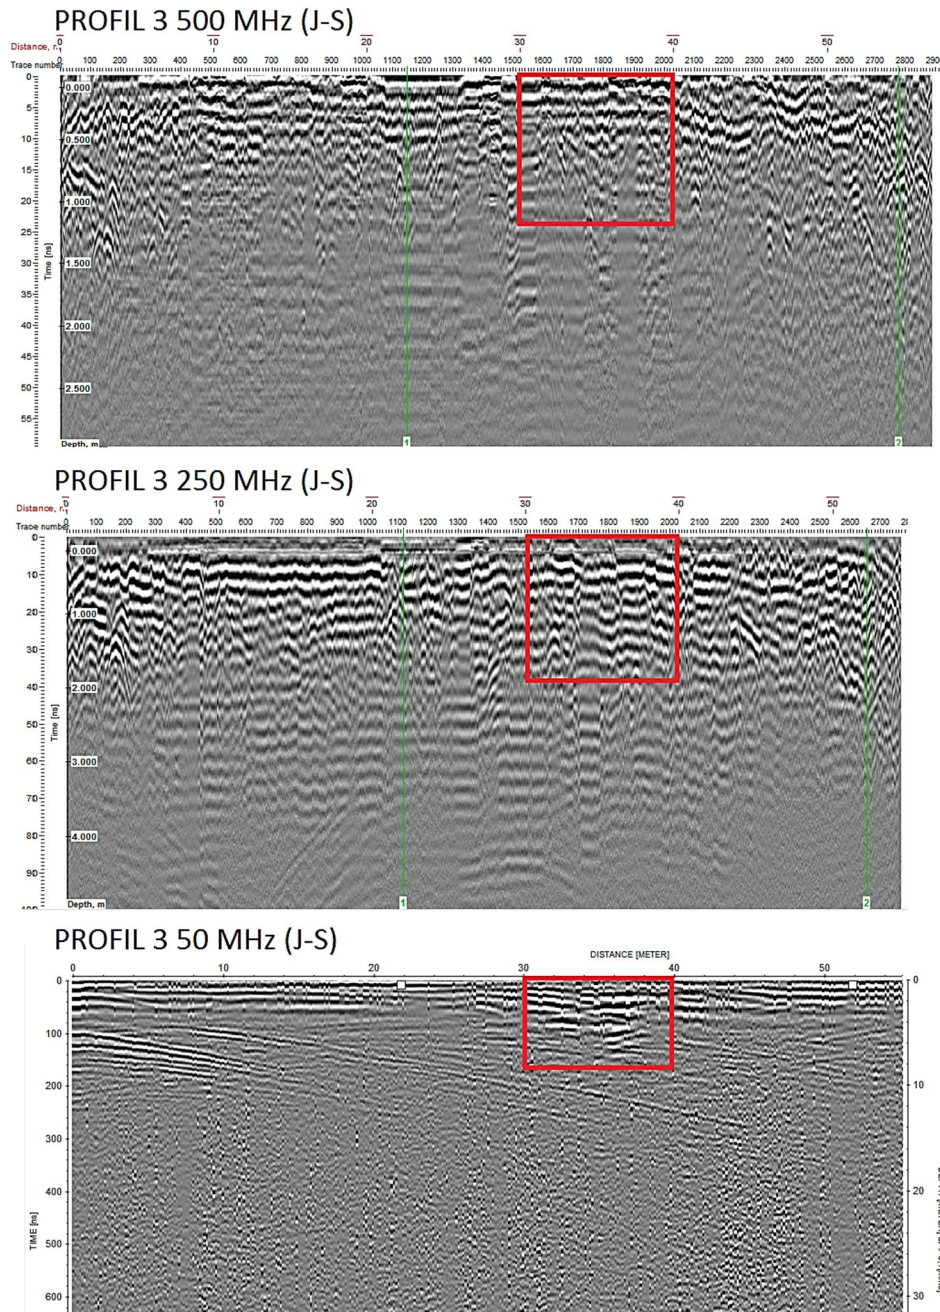 PROFIL 3 500 MHz (J-S)
Distance, r. 0 10 20 30 40 50
Trace number 100 200 300 400 500 600 700 800 900 1000 1100 1200 1300 1400 1500 1600 1700 1800 1900 2000 2100 2200 2300 2400 2500 2600 2700 2800 290
0 5 10 15 20 25 30 35 40 45 50 55
Time [ns]
0.000
0.500
1.000
1.500
2.000
2.500
Depth, m
1 2
PROFIL 3 250 MHz (J-S)
Distance, r. 0 10 20 30 40 50
Trace number 100 200 300 400 500 600 700 800 900 1000 1100 1200 1300 1400 1500 1600 1700 1800 1900 2000 2100 2200 2300 2400 2500 2600 2700
0 10 20 30 40 50 60 70 80 90
Time [ns]
0.000
1.000
2.000
3.000
4.000
Depth, m
1 2
PROFIL 3 50 MHz (J-S)
DISTANCE [METER]
0 10 20 30 40 50
0 100 200 300 400 500 600
TIME [ns]
0 10 20 30